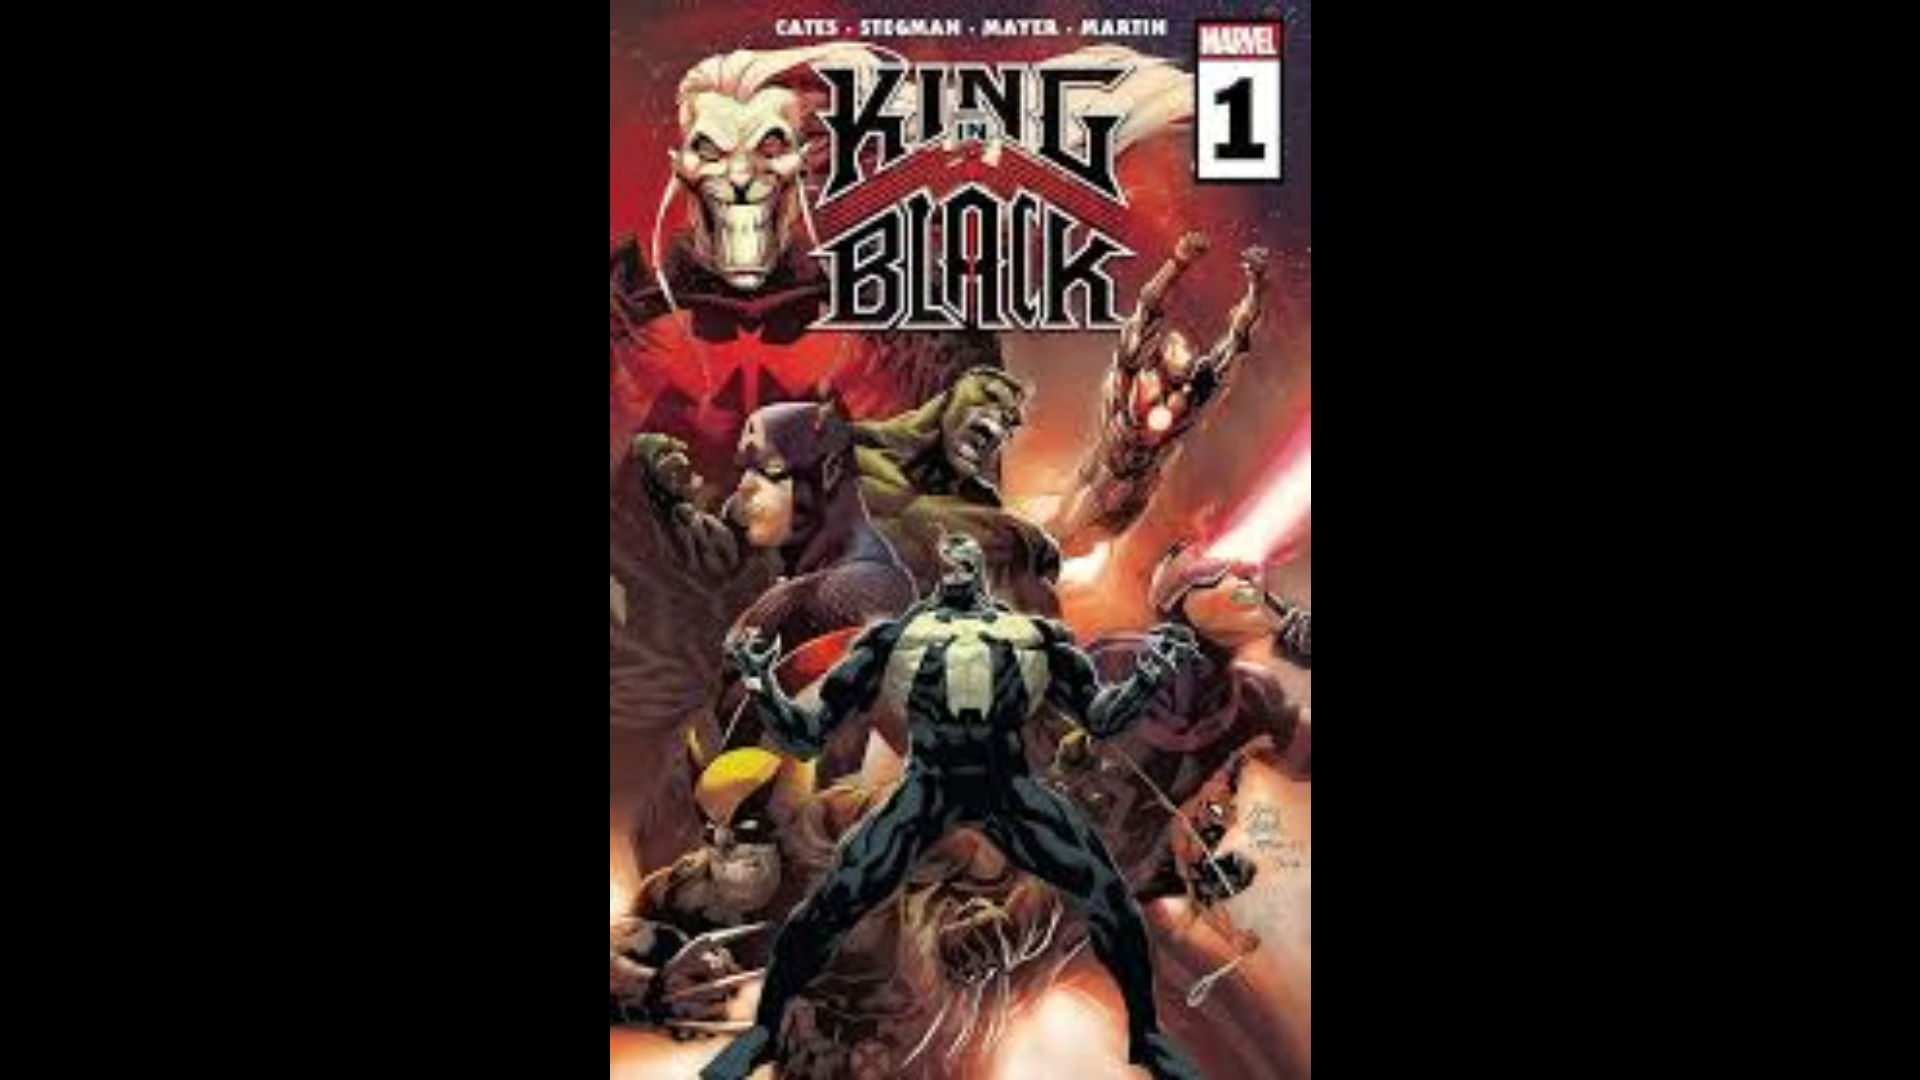 CATES · STEGMAN · MAYER · MARTIN
MARVEL
1
KING
IN
BLACK